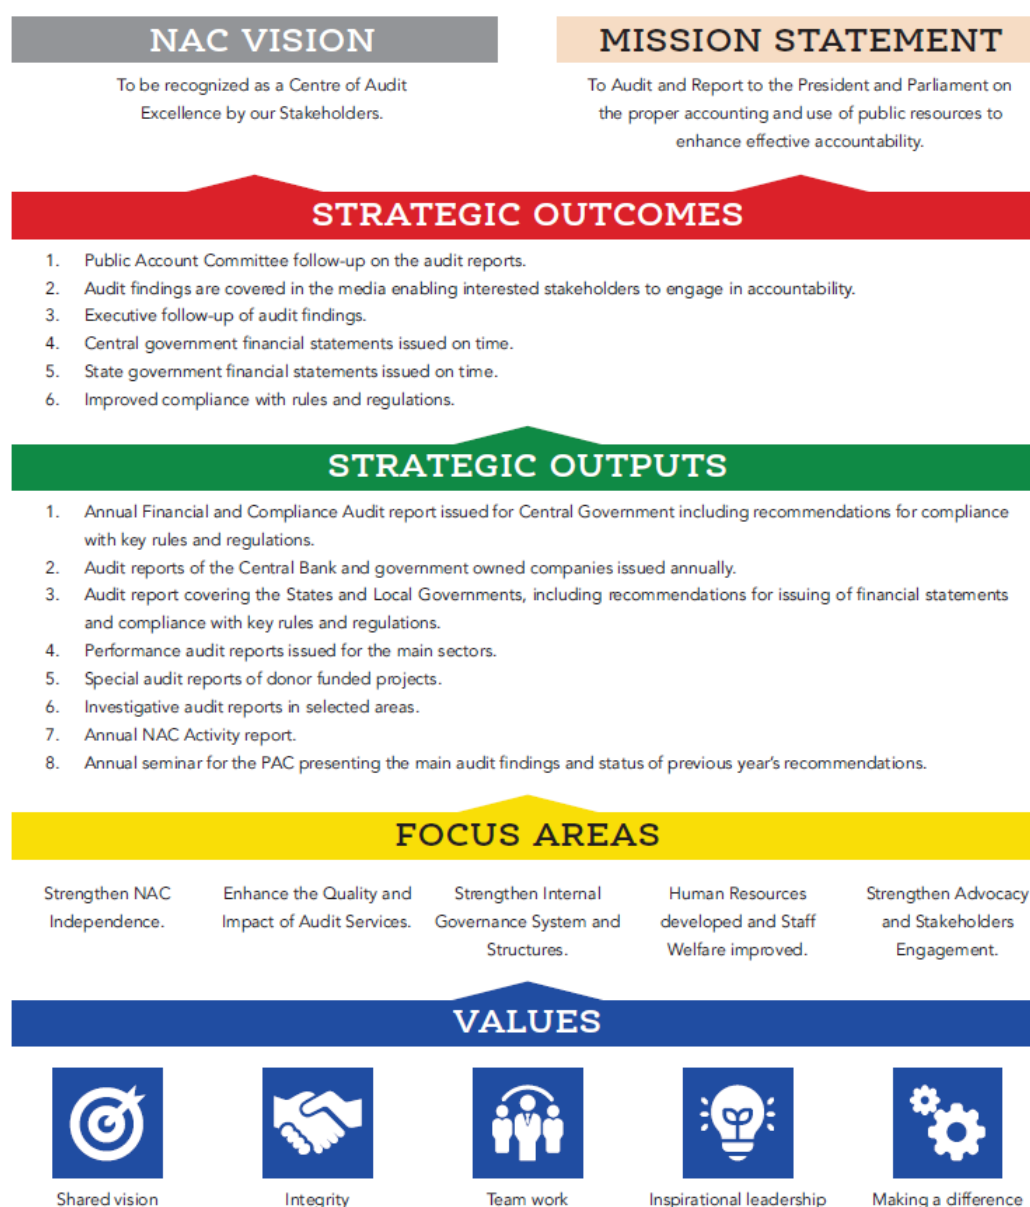 NAC VISION
To be recognized as a Centre of Audit
Excellence by our Stakeholders.
MISSION STATEMENT
To Audit and Report to the President and Parliament on
the proper accounting and use of public resources to
enhance effective accountability.
STRATEGIC OUTCOMES
1. Public Account Committee follow-up on the audit reports.
2. Audit findings are covered in the media enabling interested stakeholders to engage in accountability.
3. Executive follow-up of audit findings.
4. Central government financial statements issued on time.
5. State government financial statements issued on time.
6. Improved compliance with rules and regulations.
STRATEGIC OUTPUTS
1. Annual Financial and Compliance Audit report issued for Central Government including recommendations for compliance
with key rules and regulations.
2. Audit reports of the Central Bank and government owned companies issued annually.
3. Audit report covering the States and Local Governments, including recommendations for issuing of financial statements
and compliance with key rules and regulations.
4. Performance audit reports issued for the main sectors.
5. Special audit reports of donor funded projects.
6. Investigative audit reports in selected areas.
7. Annual NAC Activity report.
8. Annual seminar for the PAC presenting the main audit findings and status of previous year's recommendations.
FOCUS AREAS
Strengthen NAC
Independence.
Enhance the Quality and
Impact of Audit Services.
Strengthen Internal
Governance System and
Structures.
Human Resources
developed and Staff
Welfare improved.
Strengthen Advocacy
and Stakeholders
Engagement.
VALUES
Shared vision
Integrity
Team work
Inspirational leadership
Making a difference